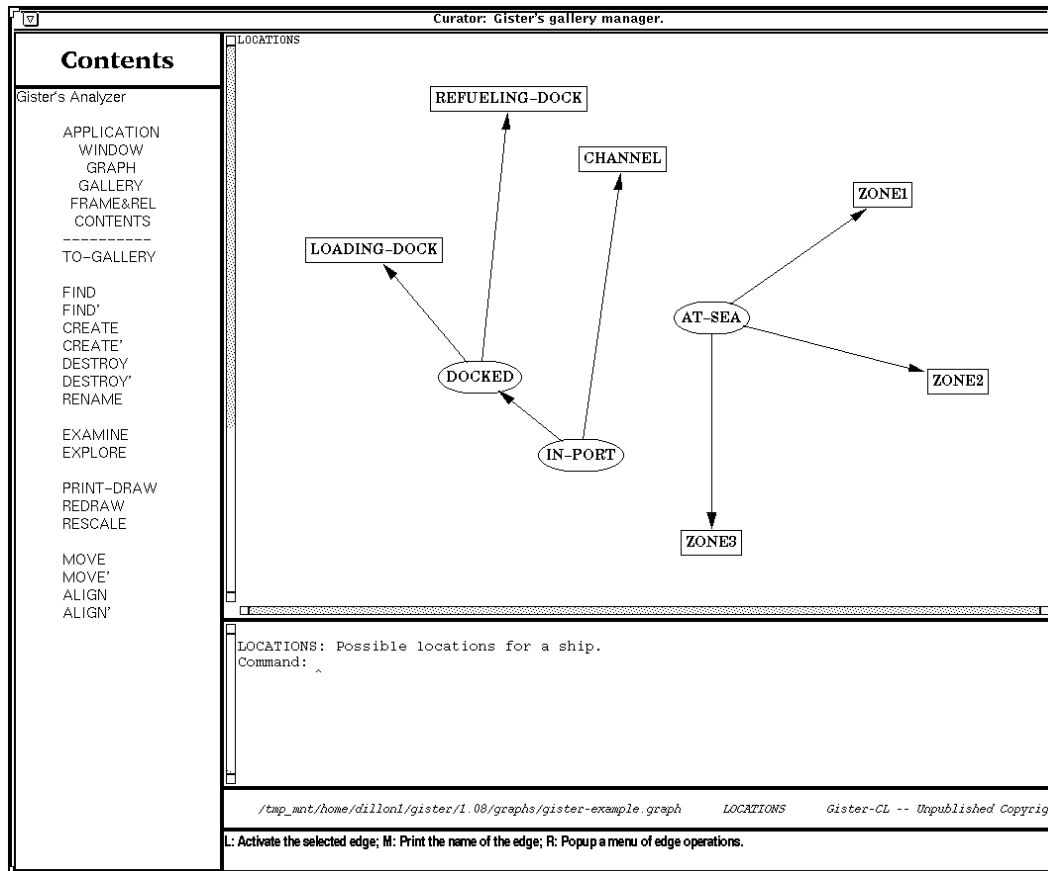 Curator: Gister's gallery manager.
Contents
Gister's Analyzer
APPLICATION
WINDOW
GRAPH
GALLERY
FRAME&REL
CONTENTS
----------
TO-GALLERY
FIND
FIND'
CREATE
CREATE'
DESTROY
DESTROY'
RENAME
EXAMINE
EXPLORE
PRINT-DRAW
REDRAW
RESCALE
MOVE
MOVE'
ALIGN
ALIGN'
LOCATIONS
REFUELING-DOCK
CHANNEL
ZONE1
LOADING-DOCK
AT-SEA
DOCKED
ZONE2
IN-PORT
ZONE3
LOCATIONS: Possible locations for a ship.
Command: ^
/tmp_mnt/home/dillon1/gister/1.08/graphs/gister-example.graph LOCATIONS Gister-CL -- Unpublished Copyrig
L: Activate the selected edge; M: Print the name of the edge; R: Popup a menu of edge operations.